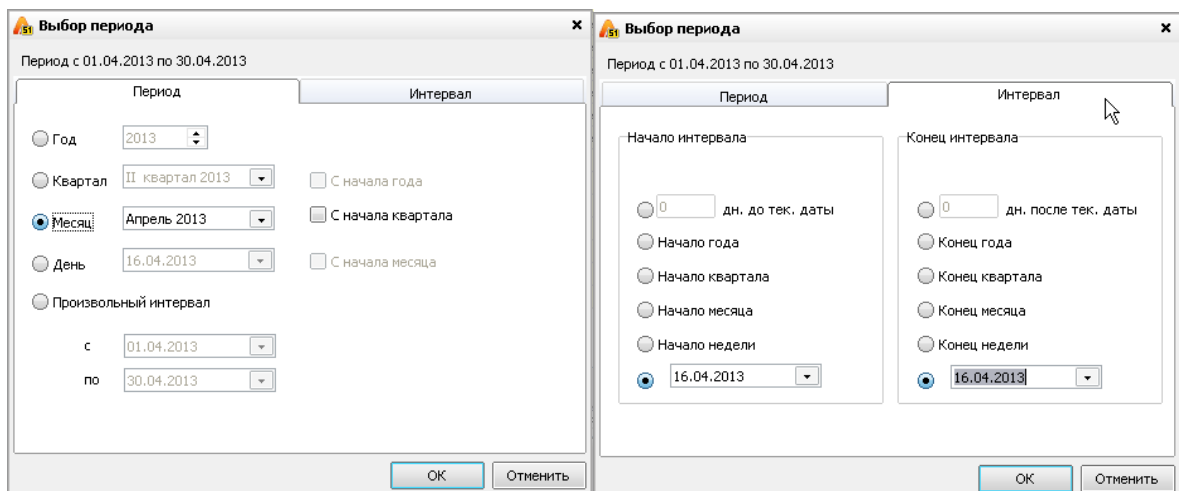 51 Выбор периода
Период с 01.04.2013 по 30.04.2013
Период Интервал
Год 2013
Квартал II квартал 2013 С начала года
Месяц Апрель 2013 С начала квартала
День 16.04.2013 С начала месяца
Произвольный интервал
с 01.04.2013
по 30.04.2013
ОК Отменить
51 Выбор периода
Период с 01.04.2013 по 30.04.2013
Период Интервал
Начало интервала Конец интервала
0 дн. до тек. даты 0 дн. после тек. даты
Начало года Конец года
Начало квартала Конец квартала
Начало месяца Конец месяца
Начало недели Конец недели
16.04.2013 16.04.2013
ОК Отменить